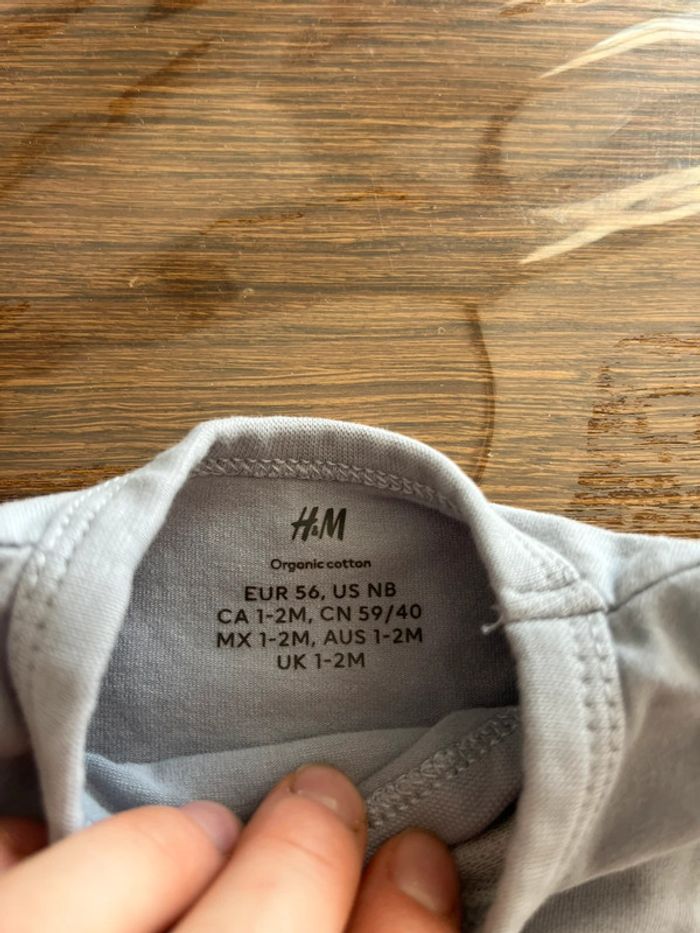 H&M
Organic cotton
EUR 56, US NB
CA 1-2M, CN 59/40
MX 1-2M, AUS 1-2M
UK 1-2M